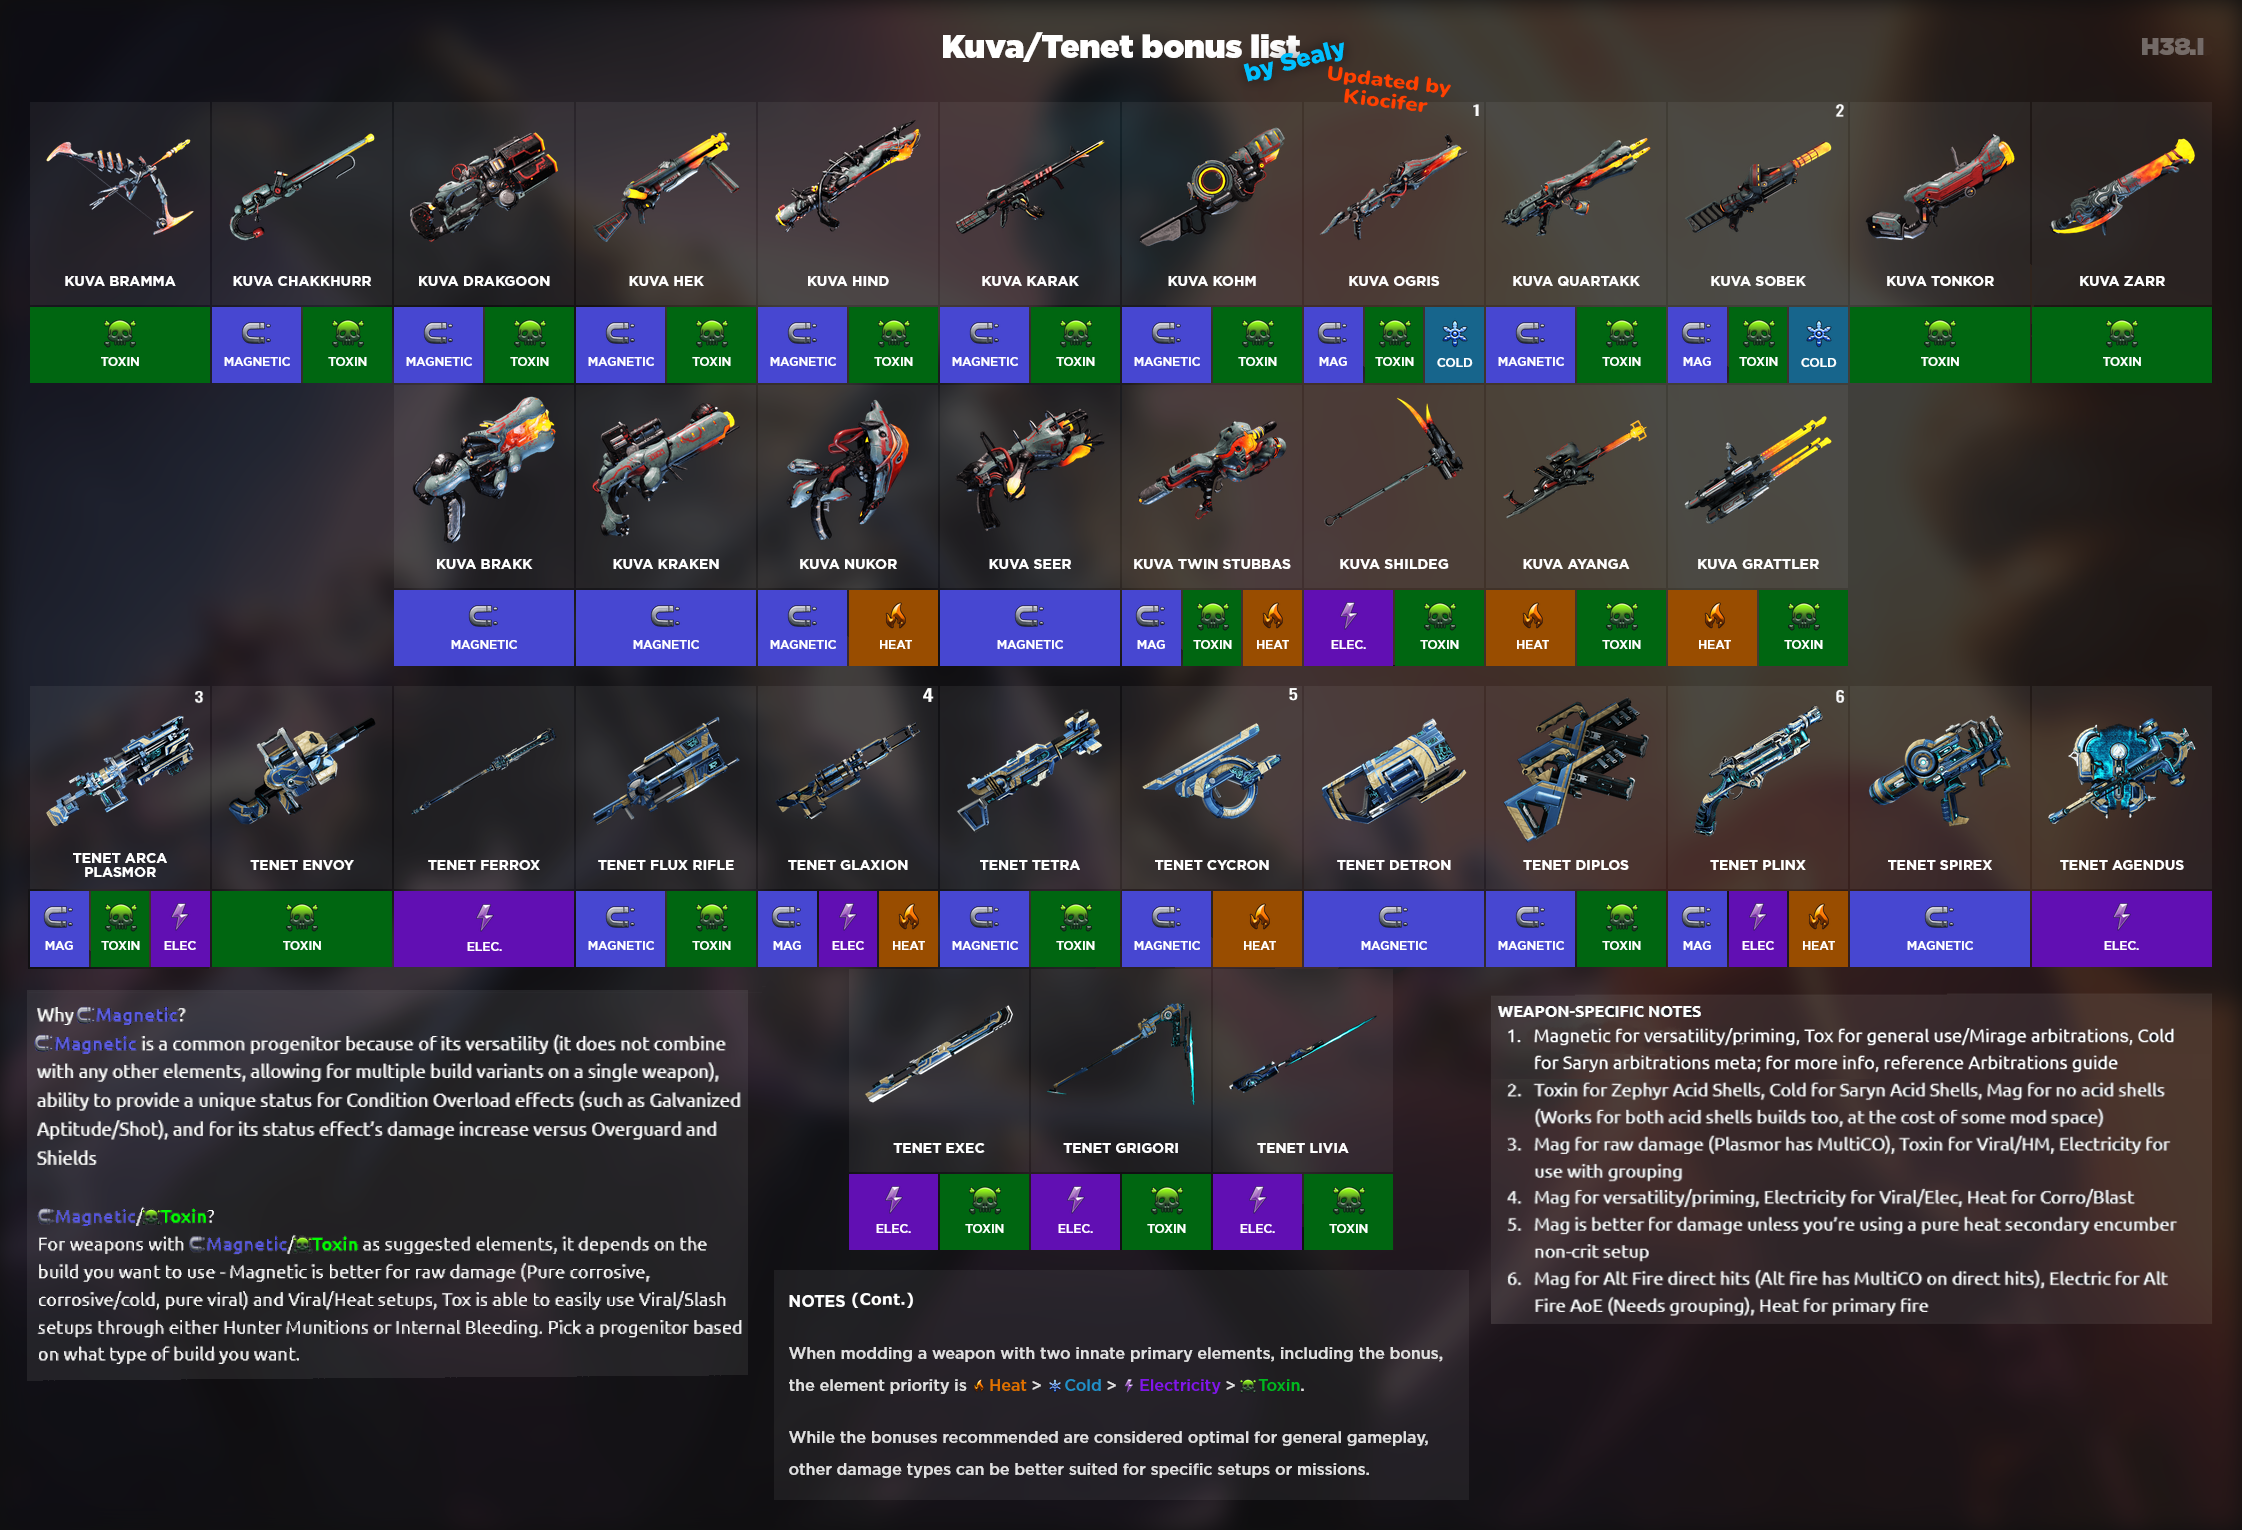 Kuva/Tenet bonus list
by Sealy
Updated by
Kiocifer
H38.I
1
2
KUVA BRAMMA
KUVA CHAKKHURR
KUVA DRAKGOON
KUVA HEK
KUVA HIND
KUVA KARAK
KUVA KOHM
KUVA OGRIS
KUVA QUARTAKK
KUVA SOBEK
KUVA TONKOR
KUVA ZARR
TOXIN
MAGNETIC TOXIN
MAGNETIC TOXIN
MAGNETIC TOXIN
MAGNETIC TOXIN
MAGNETIC TOXIN
MAGNETIC TOXIN
MAG TOXIN COLD
MAGNETIC TOXIN
MAG TOXIN COLD
TOXIN
TOXIN
KUVA BRAKK
KUVA KRAKEN
KUVA NUKOR
KUVA SEER
KUVA TWIN STUBBAS
KUVA SHILDEG
KUVA AYANGA
KUVA GRATTLER
MAGNETIC
MAGNETIC
MAGNETIC HEAT
MAGNETIC
MAG TOXIN HEAT
ELEC. TOXIN
HEAT TOXIN
HEAT TOXIN
3
4
5
6
TENET ARCA
PLASMOR
TENET ENVOY
TENET FERROX
TENET FLUX RIFLE
TENET GLAXION
TENET TETRA
TENET CYCRON
TENET DETRON
TENET DIPLOS
TENET PLINX
TENET SPIREX
TENET AGENDUS
MAG TOXIN ELEC
TOXIN
ELEC.
MAGNETIC TOXIN
MAG ELEC HEAT
MAGNETIC TOXIN
MAGNETIC HEAT
MAGNETIC
MAGNETIC TOXIN
MAG ELEC HEAT
MAGNETIC
ELEC.
TENET EXEC
TENET GRIGORI
TENET LIVIA
ELEC. TOXIN
ELEC. TOXIN
ELEC. TOXIN
Why Magnetic?
Magnetic is a common progenitor because of its versatility (it does not combine
with any other elements, allowing for multiple build variants on a single weapon),
ability to provide a unique status for Condition Overload effects (such as Galvanized
Aptitude/Shot), and for its status effect's damage increase versus Overguard and
Shields
Magnetic/Toxin?
For weapons with Magnetic/Toxin as suggested elements, it depends on the
build you want to use - Magnetic is better for raw damage (Pure corrosive,
corrosive/cold, pure viral) and Viral/Heat setups, Tox is able to easily use Viral/Slash
setups through either Hunter Munitions or Internal Bleeding. Pick a progenitor based
on what type of build you want.
NOTES (Cont.)
When modding a weapon with two innate primary elements, including the bonus,
the element priority is Heat > Cold > Electricity > Toxin.
While the bonuses recommended are considered optimal for general gameplay,
other damage types can be better suited for specific setups or missions.
WEAPON-SPECIFIC NOTES
1. Magnetic for versatility/priming, Tox for general use/Mirage arbitrations, Cold
for Saryn arbitrations meta; for more info, reference Arbitrations guide
2. Toxin for Zephyr Acid Shells, Cold for Saryn Acid Shells, Mag for no acid shells
(Works for both acid shells builds too, at the cost of some mod space)
3. Mag for raw damage (Plasmor has MultiCO), Toxin for Viral/HM, Electricity for
use with grouping
4. Mag for versatility/priming, Electricity for Viral/Elec, Heat for Corro/Blast
5. Mag is better for damage unless you're using a pure heat secondary encumber
non-crit setup
6. Mag for Alt Fire direct hits (Alt fire has MultiCO on direct hits), Electric for Alt
Fire AoE (Needs grouping), Heat for primary fire